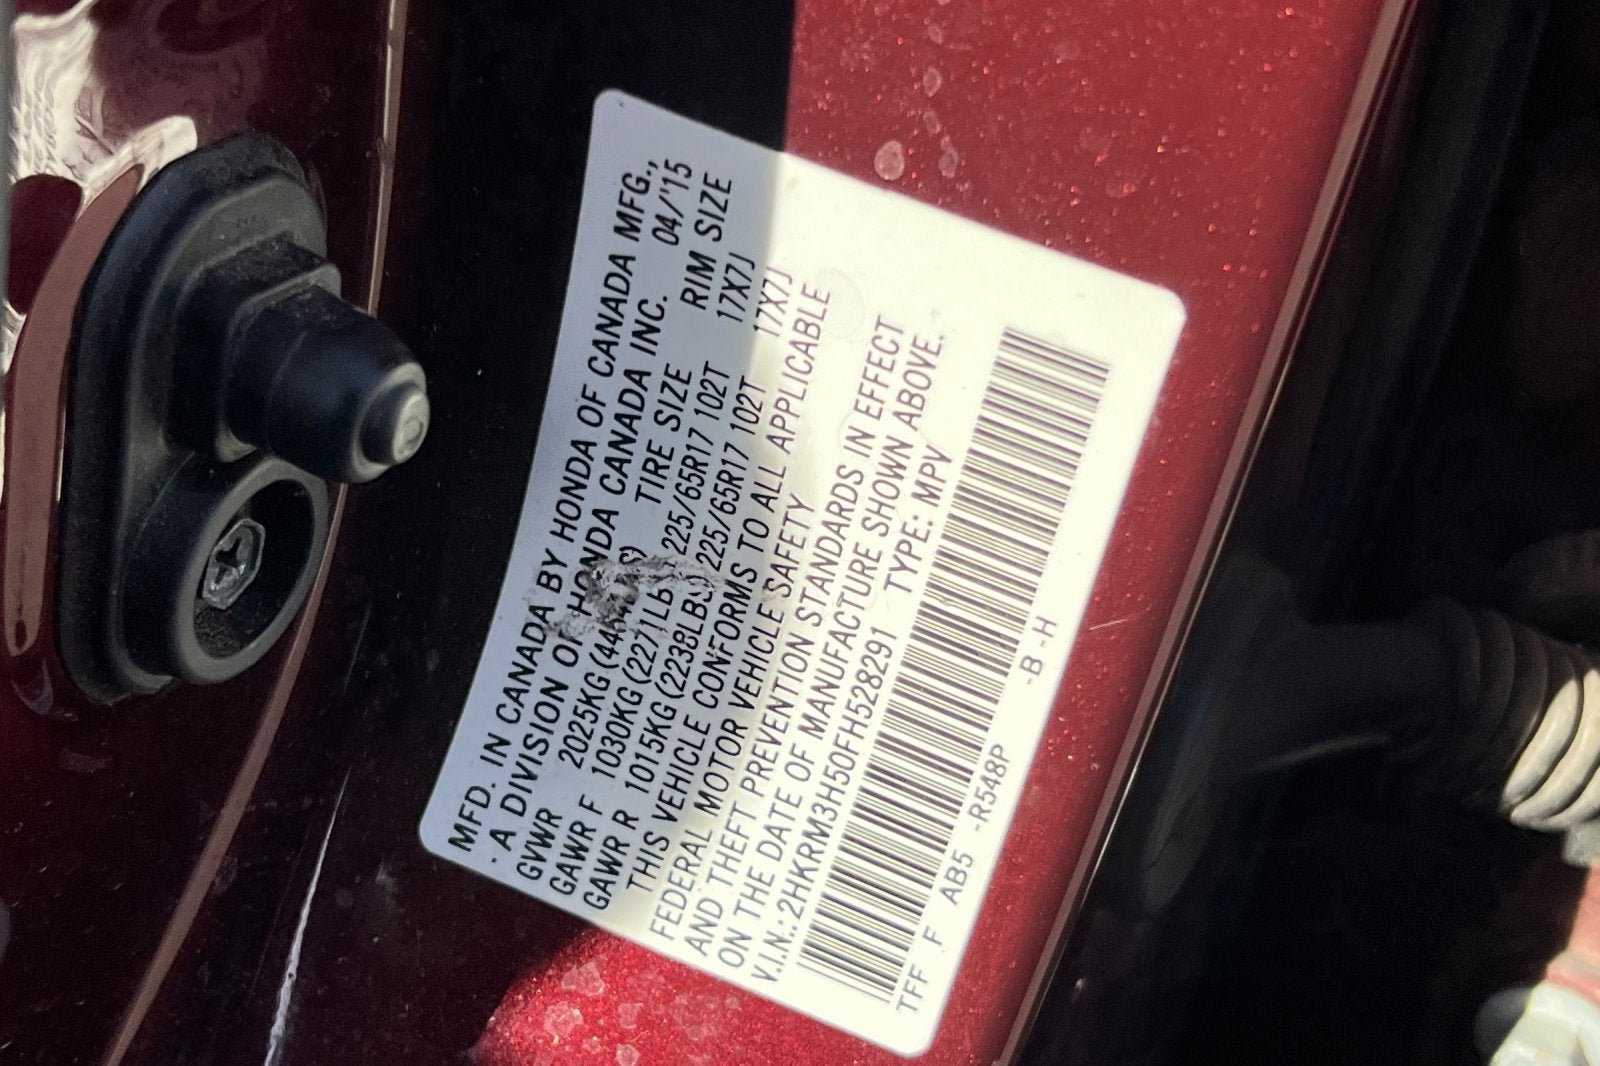 MFD. IN CANADA BY HONDA OF CANADA MFG.,
A DIVISION OF HONDA CANADA INC. 04/'15
GVWR 2025KG TIRE SIZE RIM SIZE
GAWR F 1030KG (2271LBS) 225/65R17 102T 17X7J
GAWR R 1015KG (2238LBS) 225/65R17 102T 17X7J
THIS VEHICLE CONFORMS TO ALL APPLICABLE
FEDERAL MOTOR VEHICLE SAFETY
AND THEFT PREVENTION STANDARDS IN EFFECT
ON THE DATE OF MANUFACTURE SHOWN ABOVE.
V.I.N.: 2HKRM3H50FH528291 TYPE: MPV
TFF F AB5 -R548P -B -H